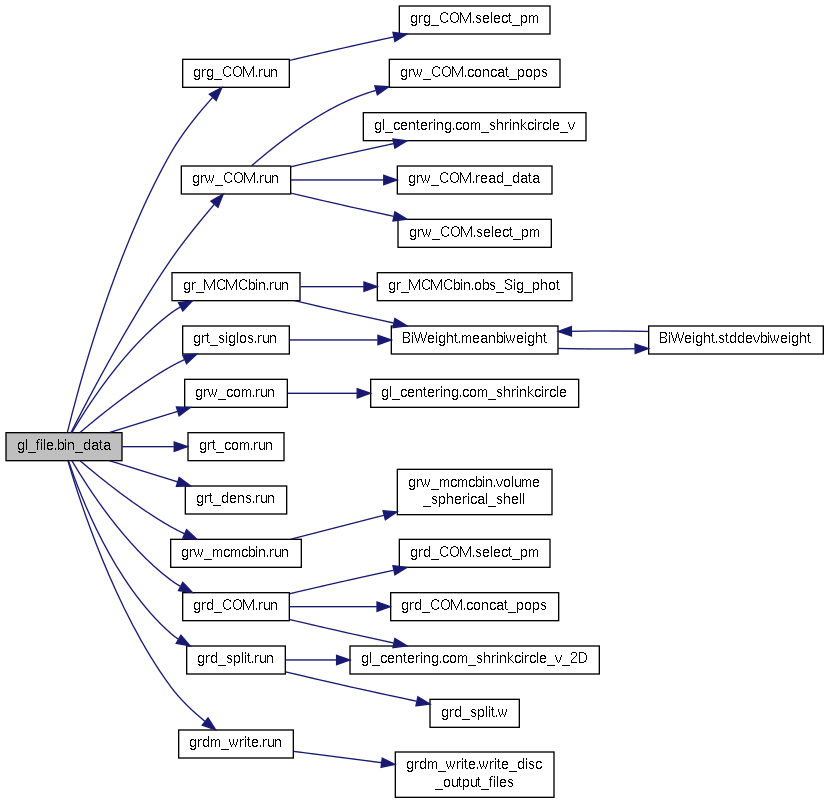 grg_COM.select_pm
grg_COM.run
grw_COM.concat_pops
gl_centering.com_shrinkcircle_v
grw_COM.run
grw_COM.read_data
grw_COM.select_pm
gr_MCMCbin.run
gr_MCMCbin.obs_Sig_phot
grt_siglos.run
BiWeight.meanbiweight
BiWeight.stddevbiweight
grw_com.run
gl_centering.com_shrinkcircle
gl_file.bin_data
grt_com.run
grt_dens.run
grw_mcmcbin.volume
_spherical_shell
grw_mcmcbin.run
grd_COM.select_pm
grd_COM.run
grd_COM.concat_pops
grd_split.run
gl_centering.com_shrinkcircle_v_2D
grd_split.w
grdm_write.run
grdm_write.write_disc
_output_files